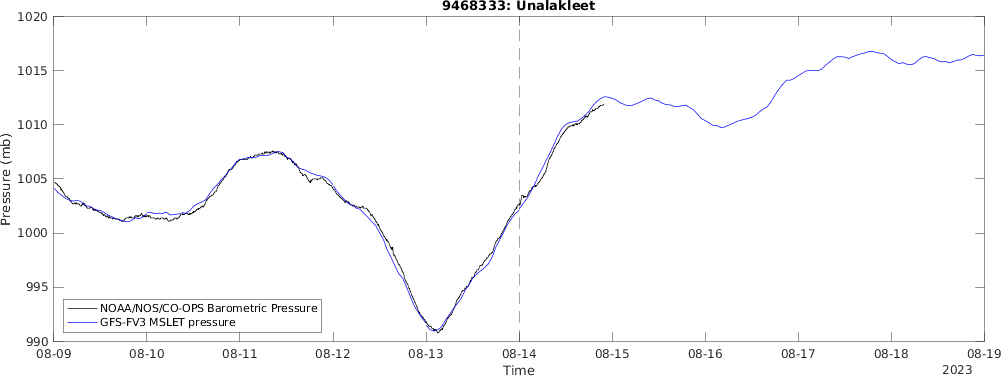 9468333: Unalakleet
1020
1015
1010
1005
1000
995
990
Pressure (mb)
NOAA/NOS/CO-OPS Barometric Pressure
GFS-FV3 MSLET pressure
08-09 08-10 08-11 08-12 08-13 08-14 08-15 08-16 08-17 08-18 08-19
Time
2023